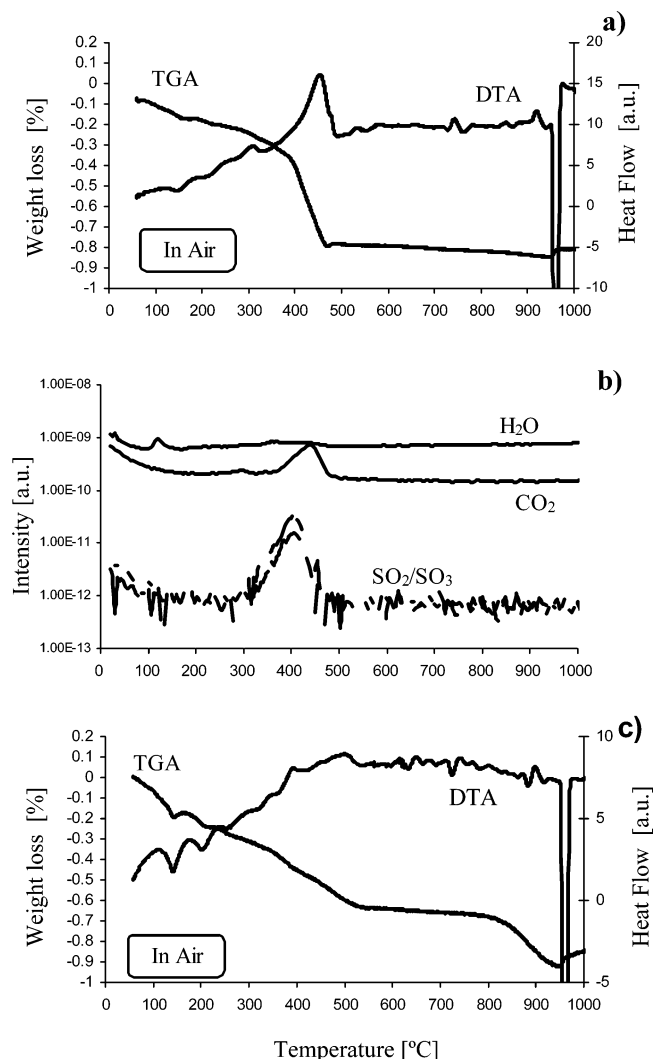 a)
0.2 20
0.1
0 15
-0.1
-0.2 10
-0.3
-0.4 5
-0.5
-0.6 0
-0.7
-0.8 -5
-0.9
-1 -10
Weight loss [%]
TGA
DTA
In Air
Heat Flow [a.u.]
0 100 200 300 400 500 600 700 800 900 1000
b)
1.00E-08
1.00E-09
1.00E-10
1.00E-11
1.00E-12
1.00E-13
Intensity [a.u.]
H₂O
CO₂
SO₂/SO₃
0 100 200 300 400 500 600 700 800 900 1000
c)
0.2 10
0.1
0
-0.1
-0.2 5
-0.3
-0.4
-0.5
-0.6 0
-0.7
-0.8
-0.9
-1 -5
Weight loss [%]
TGA
DTA
In Air
Heat Flow [a.u.]
0 100 200 300 400 500 600 700 800 900 1000
Temperature [ºC]